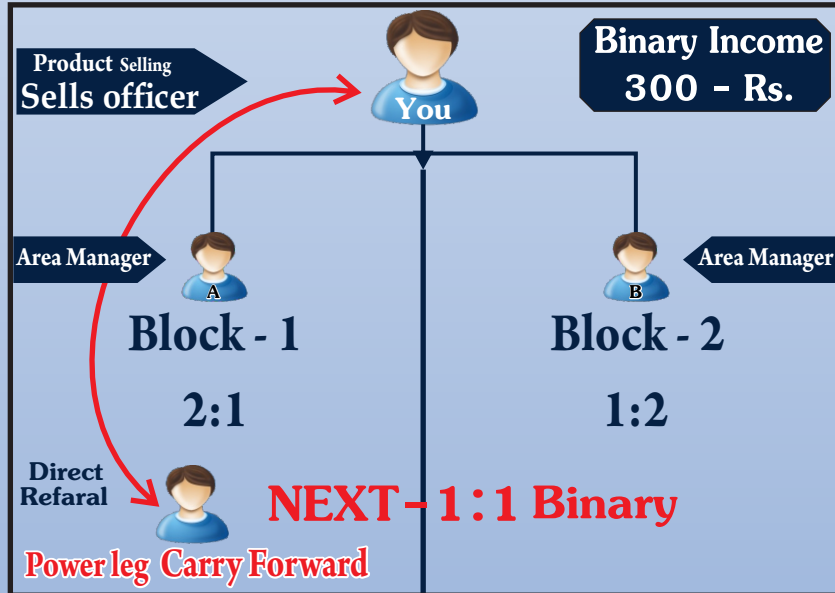 Product Selling
Sells officer
You
Binary Income
300 - Rs.
Area Manager
A
B
Area Manager
Block - 1
Block - 2
2:1
1:2
Direct
Refaral
NEXT - 1:1 Binary
Power leg Carry Forward